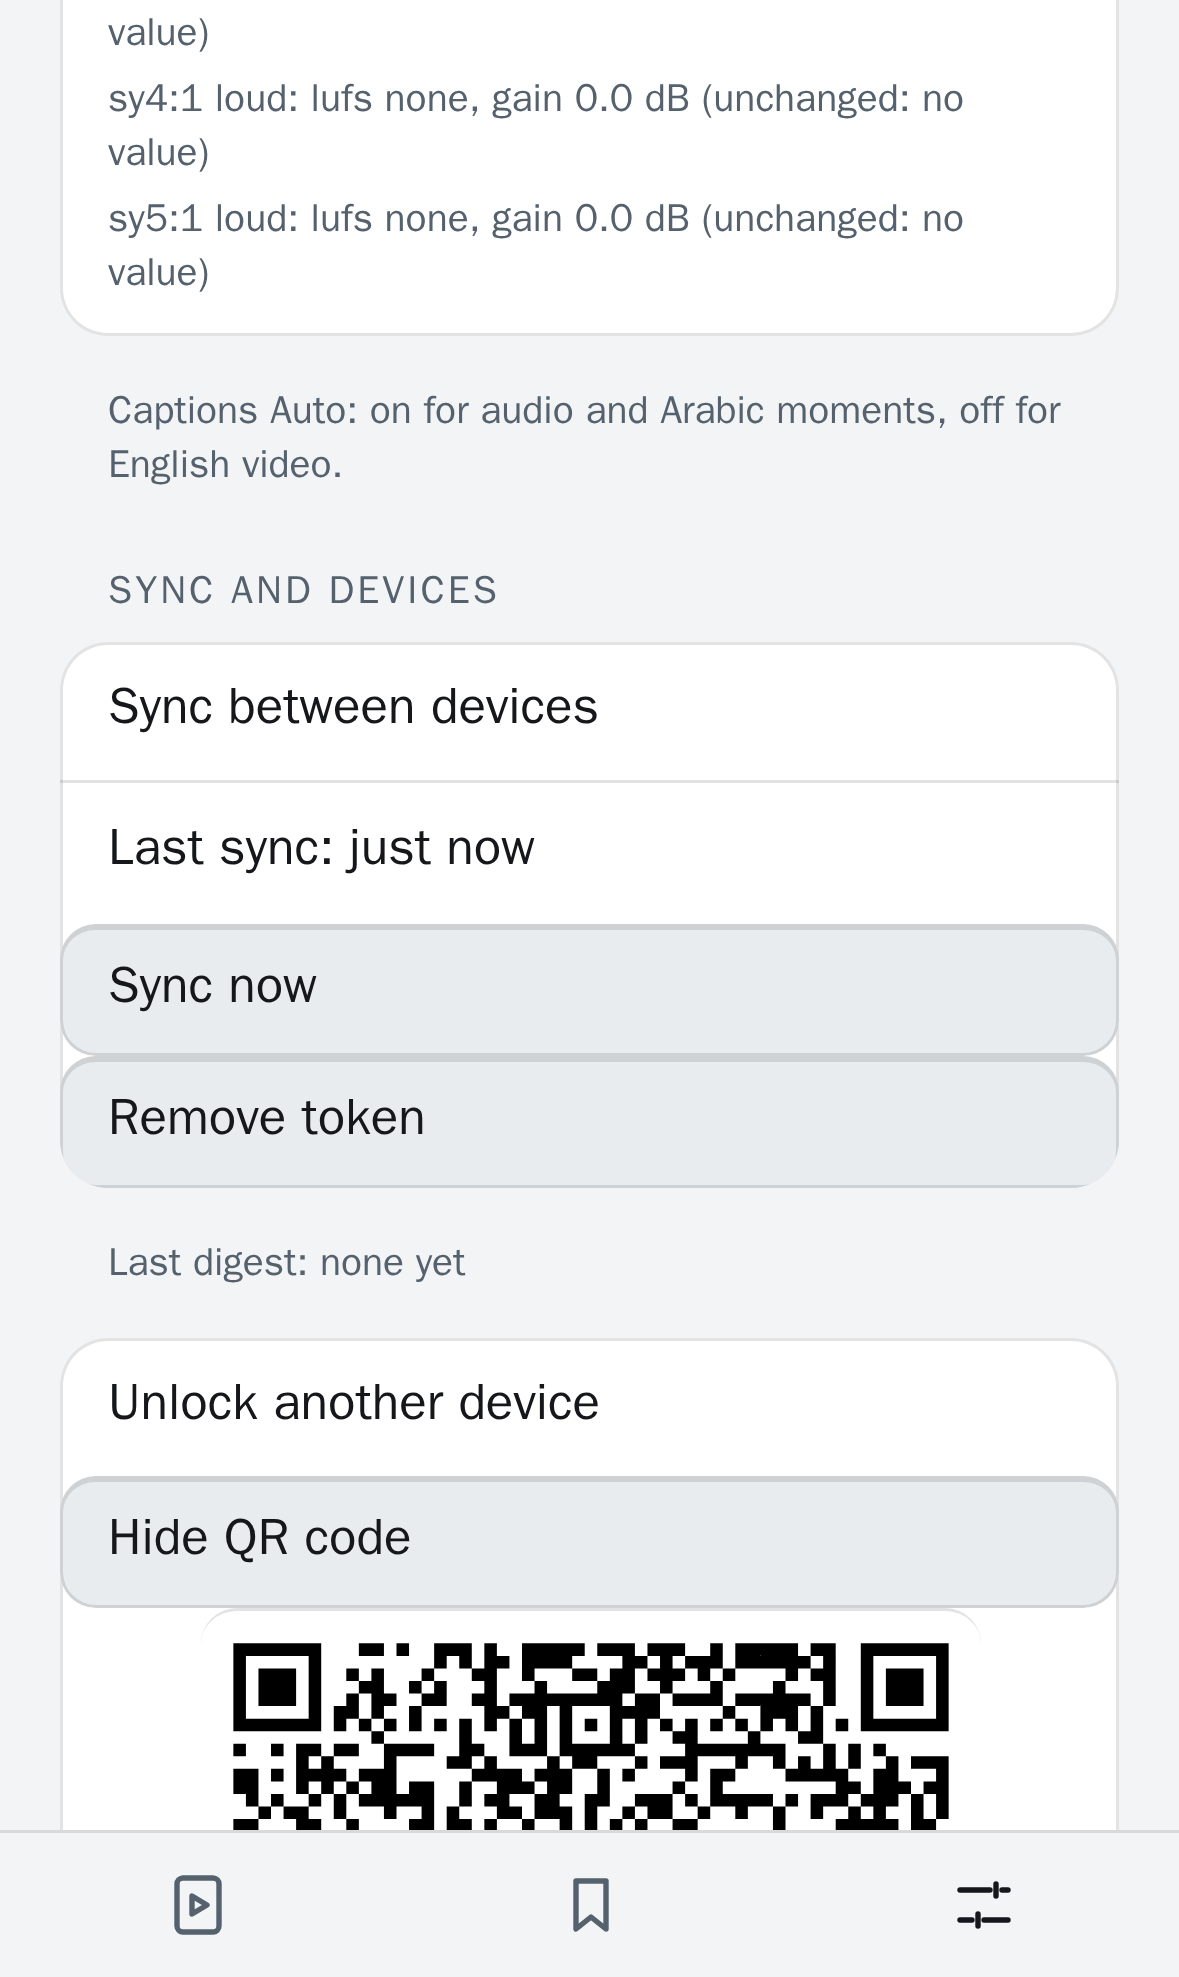 value)
sy4:1 loud: lufs none, gain 0.0 dB (unchanged: no
value)
sy5:1 loud: lufs none, gain 0.0 dB (unchanged: no
value)
Captions Auto: on for audio and Arabic moments, off for
English video.
SYNC AND DEVICES
Sync between devices
Last sync: just now
Sync now
Remove token
Last digest: none yet
Unlock another device
Hide QR code